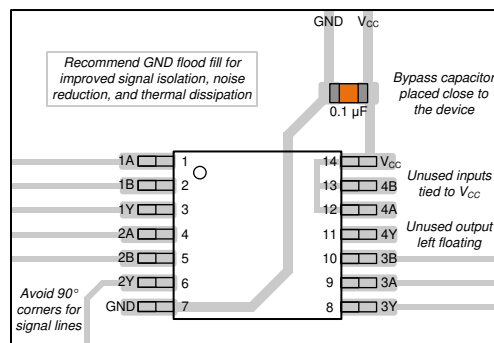 GND VCC
Recommend GND flood fill for
improved signal isolation, noise
reduction, and thermal dissipation
Bypass capacitor
placed close to
the device
0.1 µF
1A 1 14 VCC
Unused inputs
tied to VCC
1B 2 13 4B
1Y 3 12 4A
Unused output
left floating
2A 4 11 4Y
2B 5 10 3B
2Y 6 9 3A
Avoid 90°
corners for
signal lines
GND 7 8 3Y